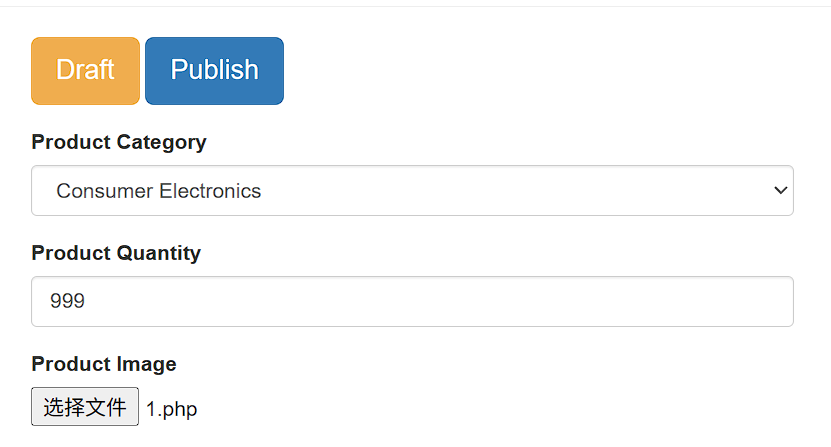 Draft Publish
Product Category
Consumer Electronics
Product Quantity
999
Product Image
选择文件 1.php